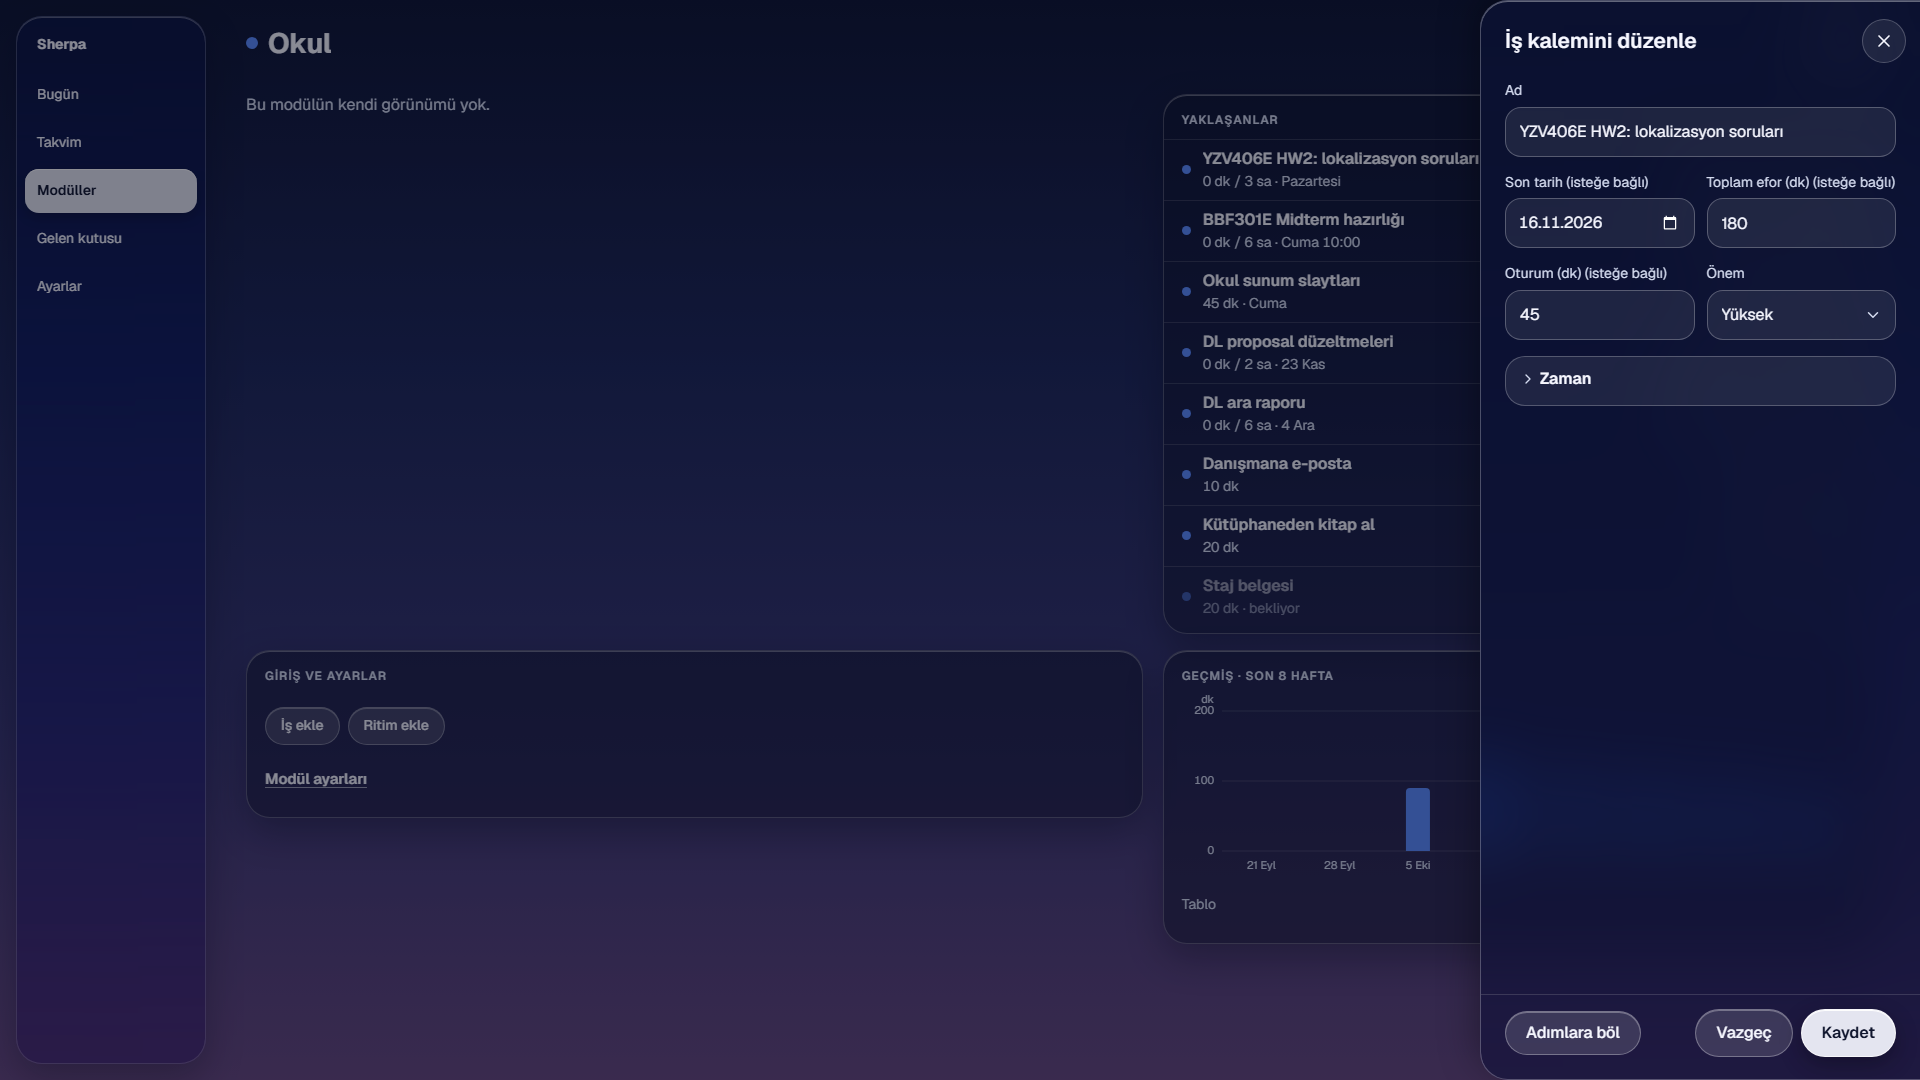 Sherpa
Bugün
Takvim
Modüller
Gelen kutusu
Ayarlar
Okul
Bu modülün kendi görünümü yok.
YAKLAŞANLAR
YZV406E HW2: lokalizasyon soruları
0 dk / 3 sa · Pazartesi
BBF301E Midterm hazırlığı
0 dk / 6 sa · Cuma 10:00
Okul sunum slaytları
45 dk · Cuma
DL proposal düzeltmeleri
0 dk / 2 sa · 23 Kas
DL ara raporu
0 dk / 6 sa · 4 Ara
Danışmana e-posta
10 dk
Kütüphaneden kitap al
20 dk
Staj belgesi
20 dk · bekliyor
GİRİŞ VE AYARLAR
İş ekle
Ritim ekle
Modül ayarları
GEÇMİŞ · SON 8 HAFTA
dk
200
100
0
21 Eyl
28 Eyl
5 Eki
Tablo
İş kalemini düzenle
Ad
YZV406E HW2: lokalizasyon soruları
Son tarih (isteğe bağlı)
Toplam efor (dk) (isteğe bağlı)
16.11.2026
180
Oturum (dk) (isteğe bağlı)
Önem
45
Yüksek
Zaman
Adımlara böl
Vazgeç
Kaydet